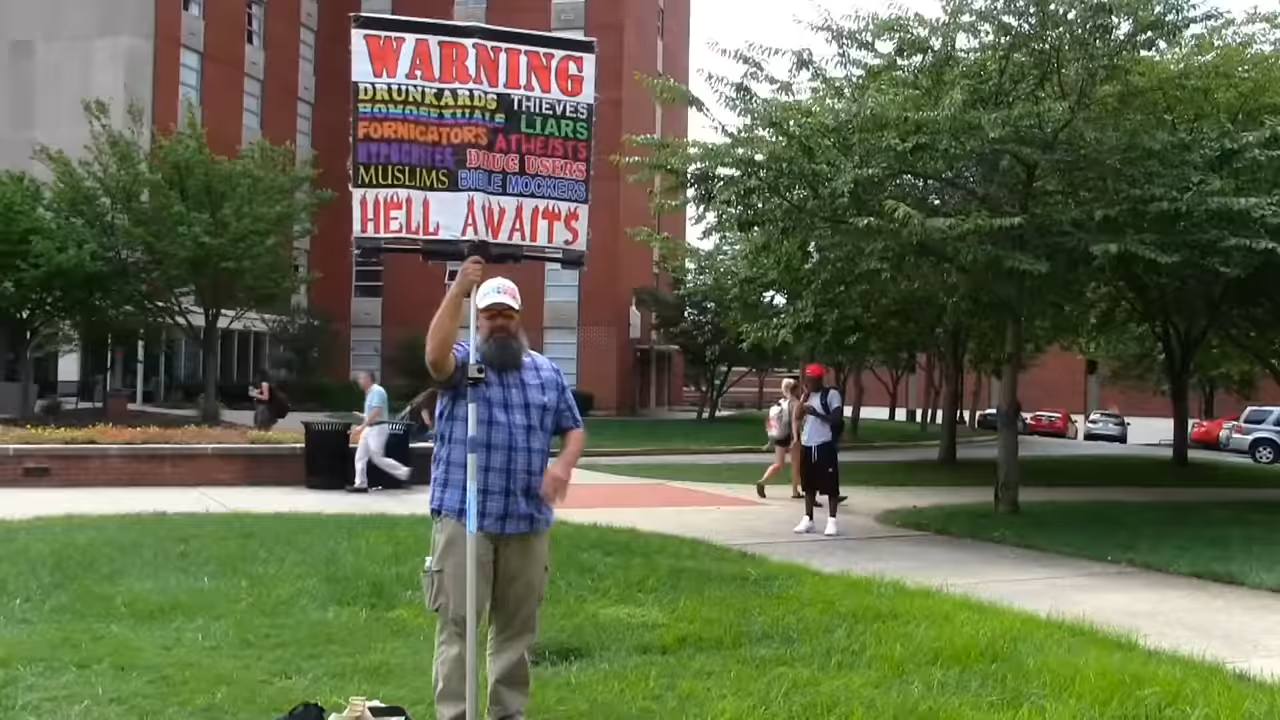 WARNING
DRUNKARDS THIEVES
HOMOSEXUALS LIARS
FORNICATORS ATHEISTS
HYPOCRITES DRUG USERS
MUSLIMS BIBLE MOCKERS
HELL AWAITS